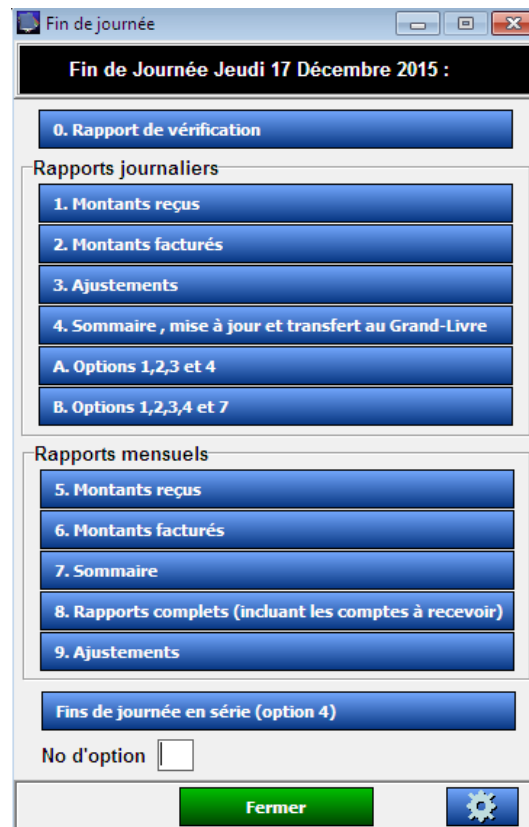 Fin de journée
Fin de Journée Jeudi 17 Décembre 2015 :
0. Rapport de vérification
Rapports journaliers
1. Montants reçus
2. Montants facturés
3. Ajustements
4. Sommaire , mise à jour et transfert au Grand-Livre
A. Options 1,2,3 et 4
B. Options 1,2,3,4 et 7
Rapports mensuels
5. Montants reçus
6. Montants facturés
7. Sommaire
8. Rapports complets (incluant les comptes à recevoir)
9. Ajustements
Fins de journée en série (option 4)
No d'option
Fermer